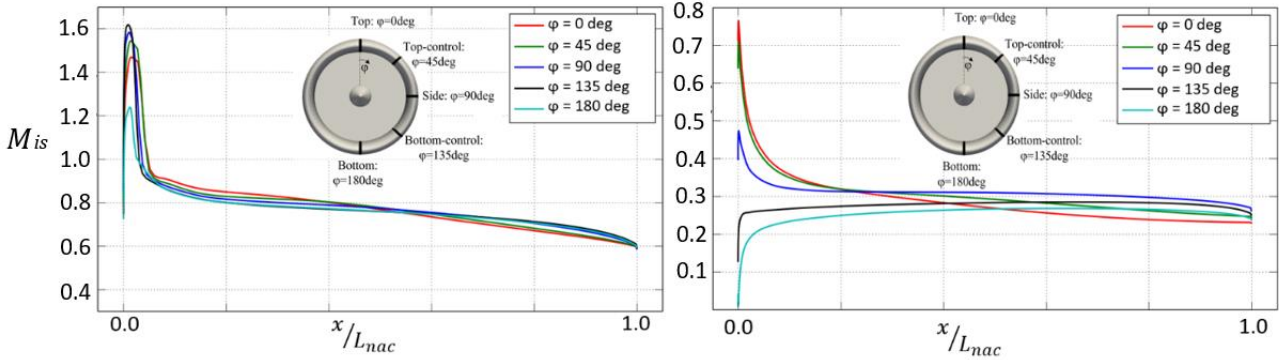 1.6
1.4
1.2
1.0
0.8
0.6
0.4
M_is
0.0
x/L_nac
1.0
Top: φ=0deg
φ
Top-control:
φ=45deg
Side: φ=90deg
Bottom-control:
φ=135deg
Bottom:
φ=180deg
φ = 0 deg
φ = 45 deg
φ = 90 deg
φ = 135 deg
φ = 180 deg
0.8
0.7
0.6
0.5
0.4
0.3
0.2
0.1
0.0
x/L_nac
1.0
Top: φ=0deg
φ
Top-control:
φ=45deg
Side: φ=90deg
Bottom-control:
φ=135deg
Bottom:
φ=180deg
φ = 0 deg
φ = 45 deg
φ = 90 deg
φ = 135 deg
φ = 180 deg